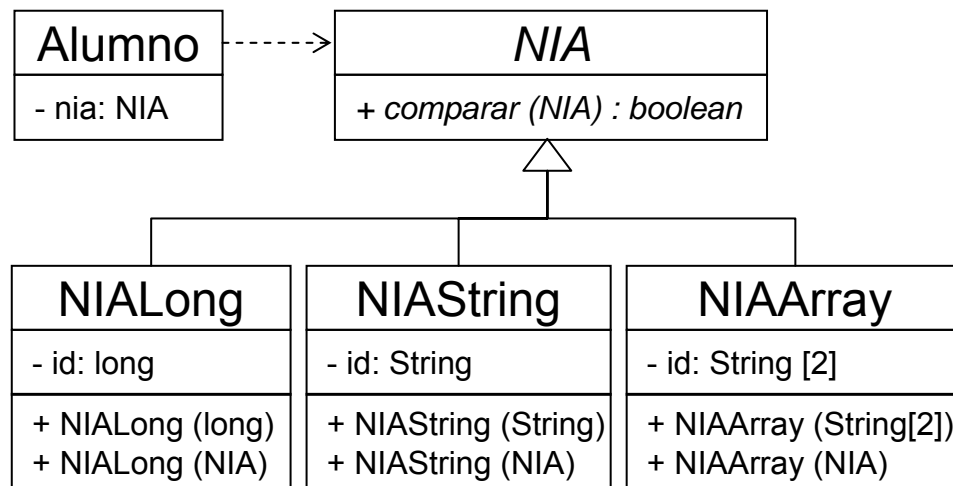 Alumno
- nia: NIA
NIA
+ comparar (NIA) : boolean
NIALong
- id: long
+ NIALong (long)
+ NIALong (NIA)
NIAString
- id: String
+ NIAString (String)
+ NIAString (NIA)
NIAArray
- id: String [2]
+ NIAArray (String[2])
+ NIAArray (NIA)